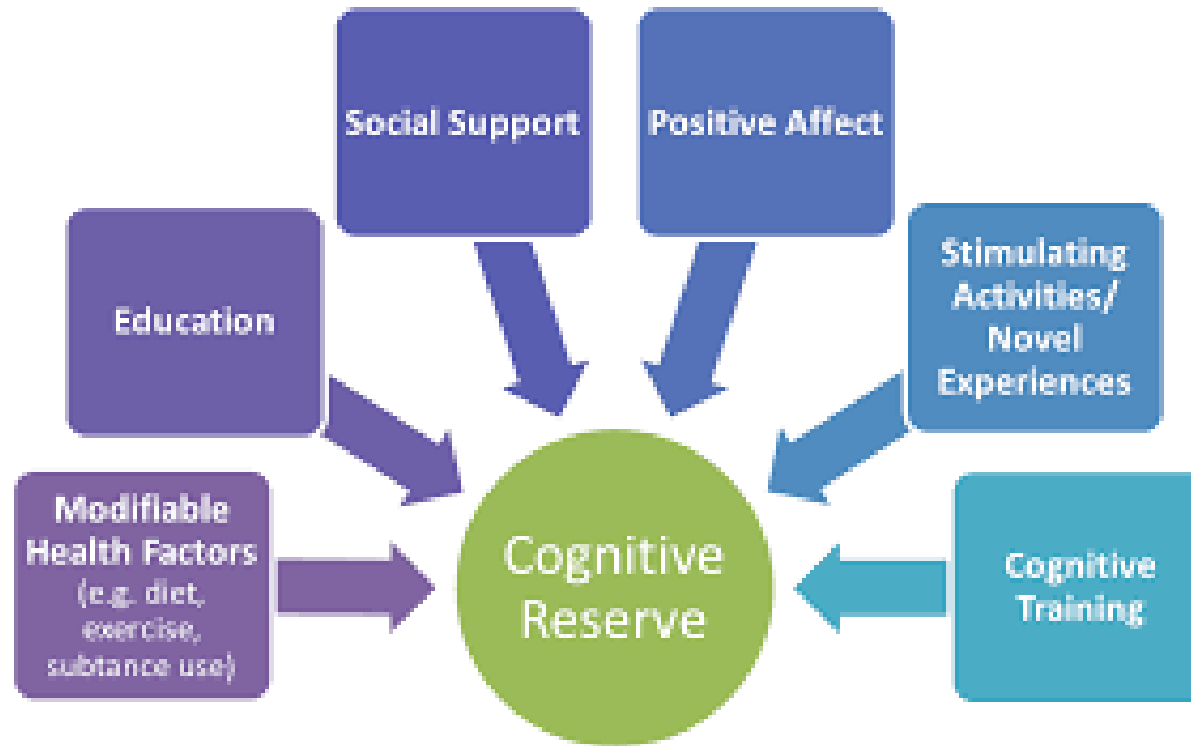 Social Support
Positive Affect
Education
Stimulating
Activities/
Novel
Experiences
Modifiable
Health Factors
(e.g. diet,
exercise,
subtance use)
Cognitive
Training
Cognitive
Reserve